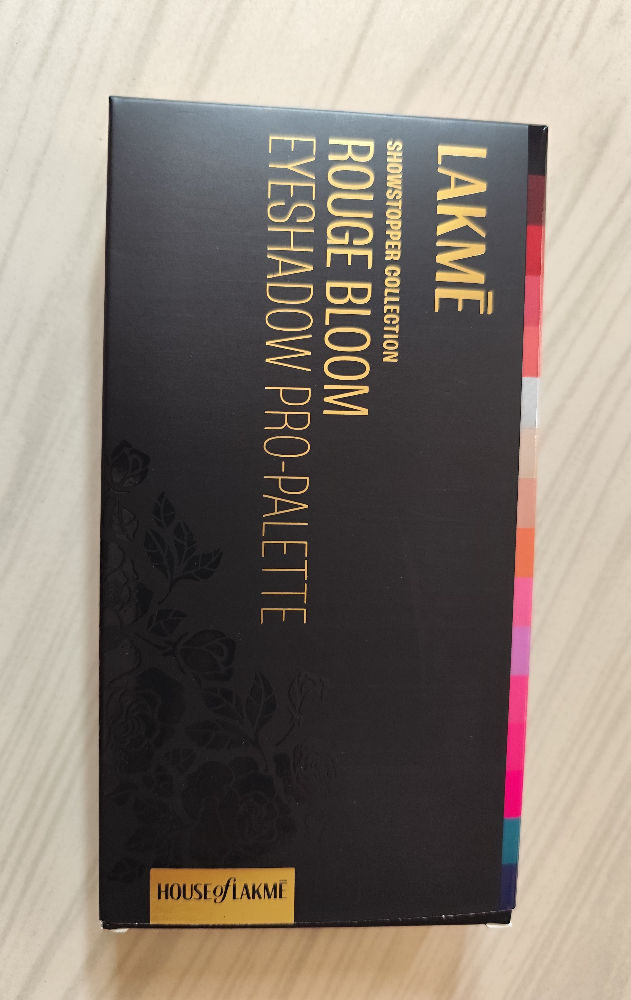 LAKMĒ
SHOWSTOPPER COLLECTION
ROUGE BLOOM
EYESHADOW PRO-PALETTE
HOUSE of LAKMĒ